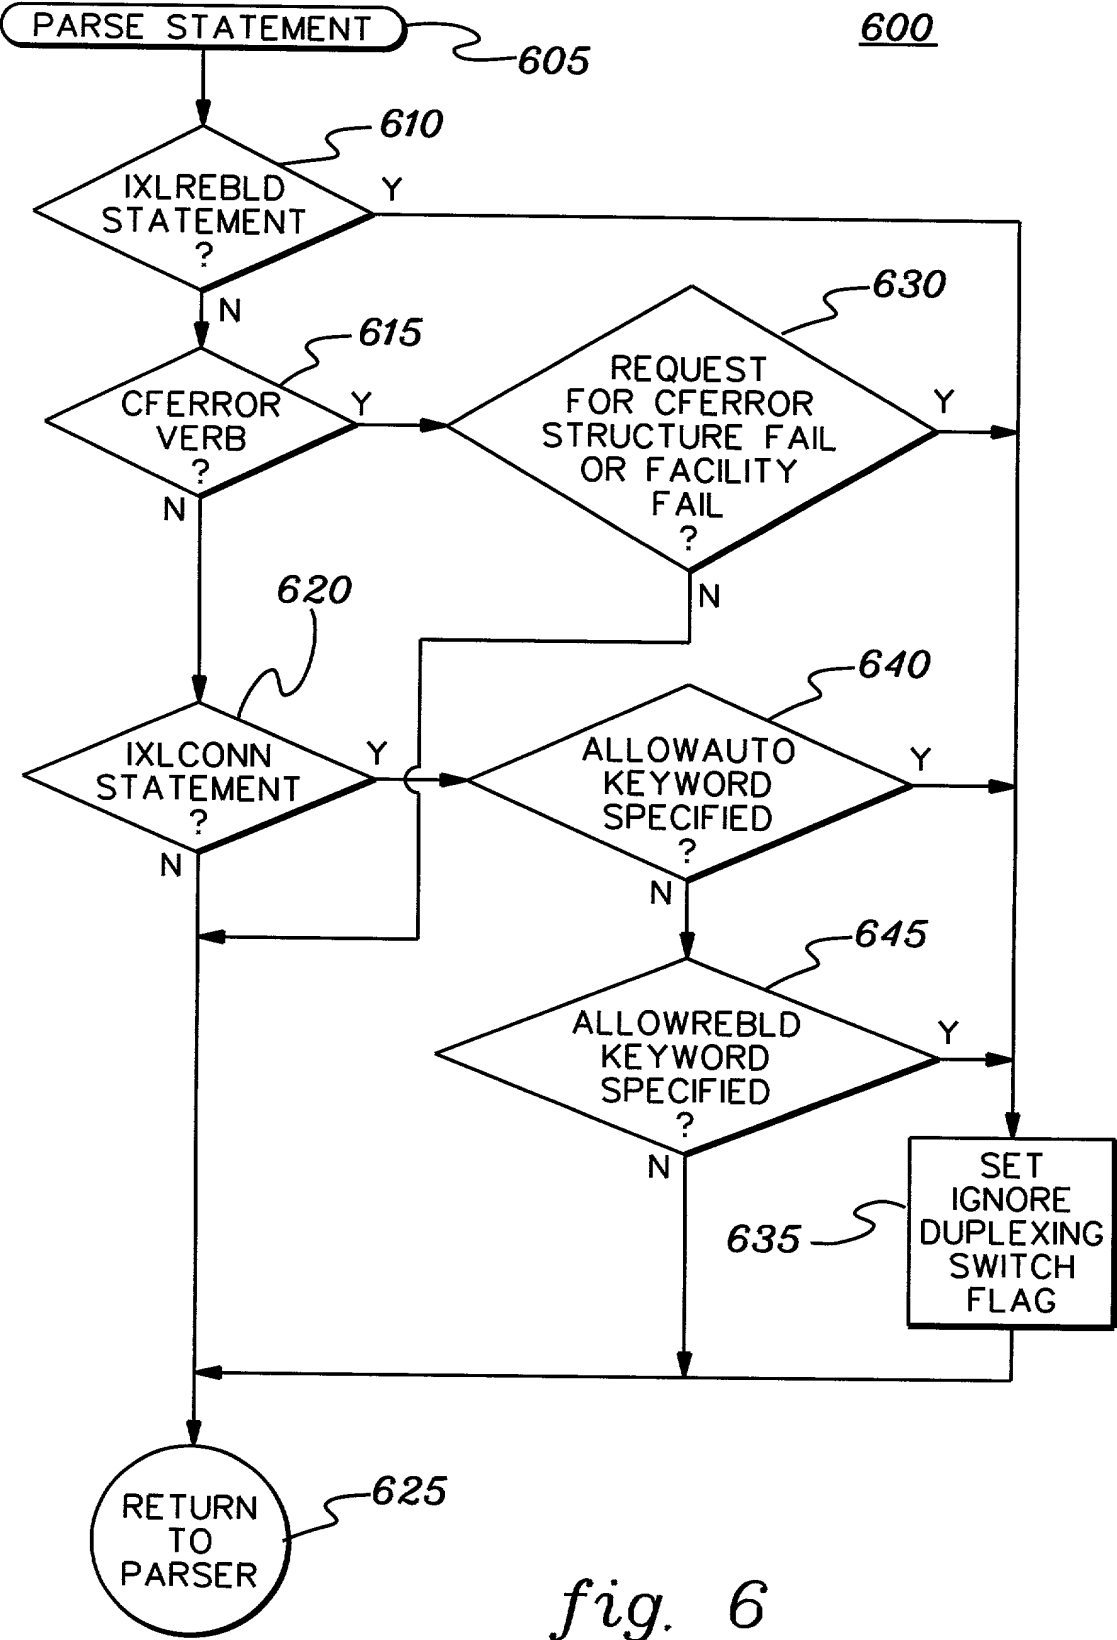 PARSE STATEMENT
605
600
610
IXLREBLD
STATEMENT
?
Y
N
615
CFERROR
VERB
?
Y
N
630
REQUEST
FOR CFERROR
STRUCTURE FAIL
OR FACILITY
FAIL
?
Y
N
620
IXLCONN
STATEMENT
?
Y
N
640
ALLOWAUTO
KEYWORD
SPECIFIED
?
Y
N
645
ALLOWREBLD
KEYWORD
SPECIFIED
?
Y
N
635
SET
IGNORE
DUPLEXING
SWITCH
FLAG
RETURN
TO
PARSER
625
fig. 6